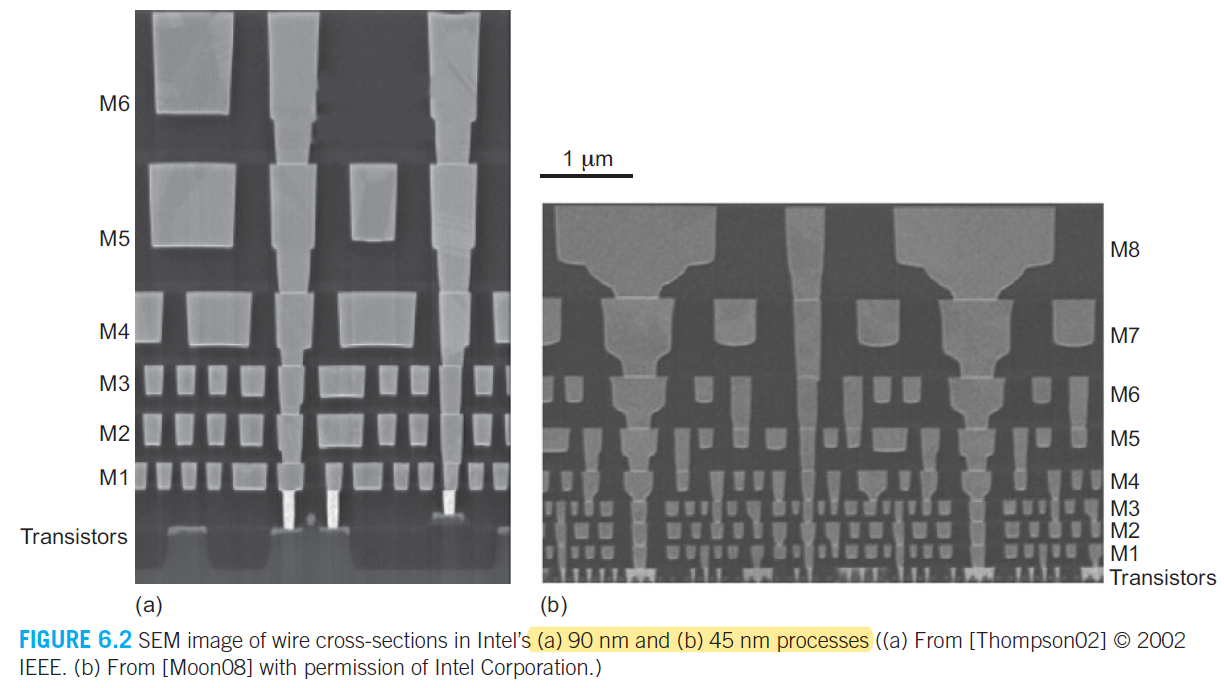 M6
M5
M4
M3
M2
M1
Transistors
(a)
1 μm
M8
M7
M6
M5
M4
M3
M2
M1
Transistors
(b)
FIGURE 6.2 SEM image of wire cross-sections in Intel's (a) 90 nm and (b) 45 nm processes ((a) From [Thompson02] © 2002
IEEE. (b) From [Moon08] with permission of Intel Corporation.)